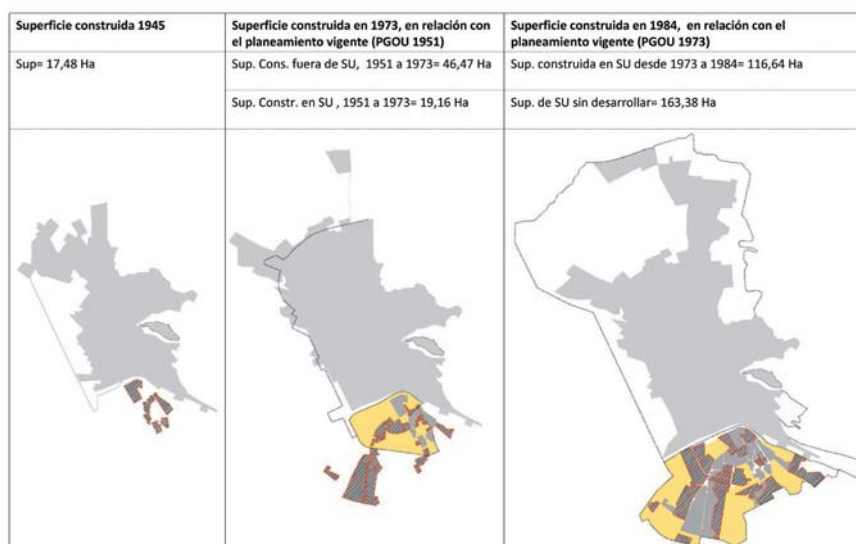 Superficie construida 1945
Superficie construida en 1973, en relación con
el planeamiento vigente (PGOU 1951)
Superficie construida en 1984,  en relación con el
planeamiento vigente (PGOU 1973)
Sup= 17,48 Ha
Sup. Cons. fuera de SU,  1951 a 1973= 46,47 Ha
Sup. construida en SU desde 1973 a 1984= 116,64 Ha
Sup. Constr. en SU , 1951 a 1973= 19,16 Ha
Sup. de SU sin desarrollar= 163,38 Ha